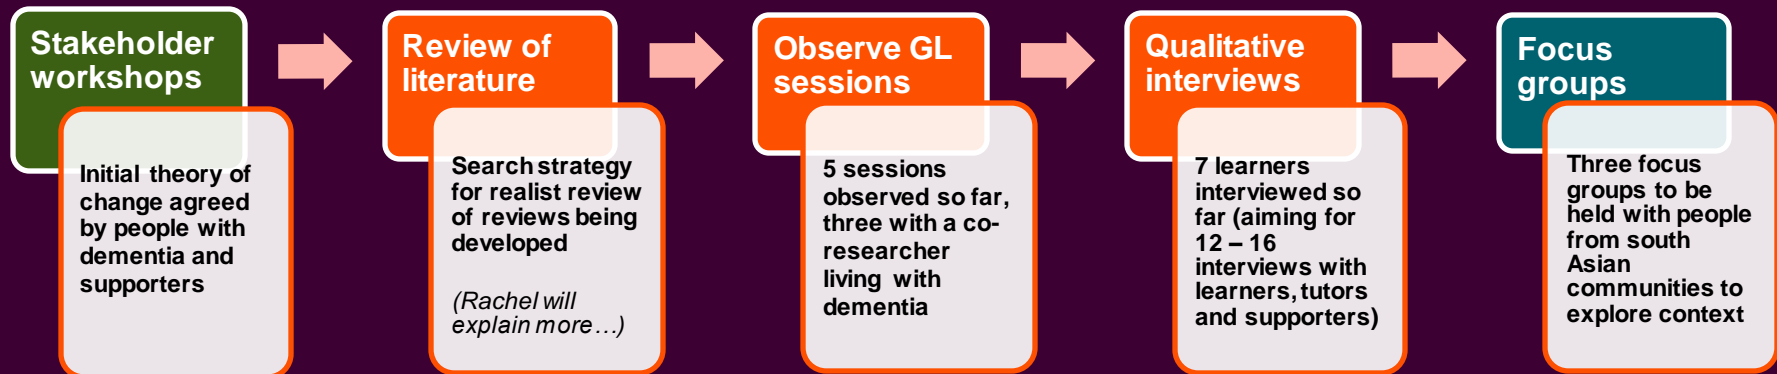 Stakeholder
workshops
Initial theory of
change agreed
by people with
dementia and
supporters
Review of
literature
Search strategy
for realist review
of reviews being
developed
(Rachel will
explain more…)
Observe GL
sessions
5 sessions
observed so far,
three with a co-
researcher
living with
dementia
Qualitative
interviews
7 learners
interviewed so
far (aiming for
12 – 16
interviews with
learners, tutors
and supporters)
Focus
groups
Three focus
groups to be
held with people
from south
Asian
communities to
explore context